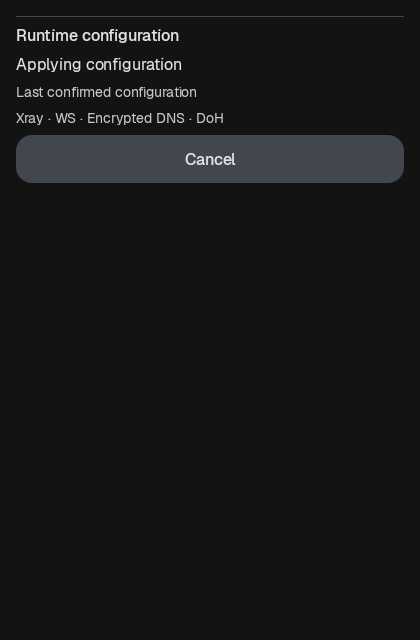 Runtime configuration
Applying configuration
Last confirmed configuration
Xray · WS · Encrypted DNS · DoH
Cancel